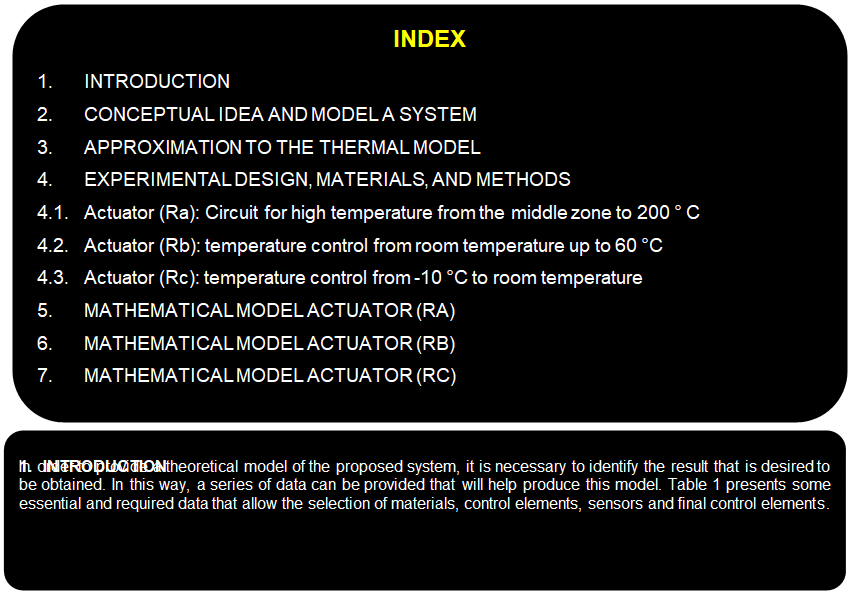 INDEX
1. INTRODUCTION
2. CONCEPTUAL IDEA AND MODEL A SYSTEM
3. APPROXIMATION TO THE THERMAL MODEL
4. EXPERIMENTAL DESIGN, MATERIALS, AND METHODS
4.1. Actuator (Ra): Circuit for high temperature from the middle zone to 200 ° C
4.2. Actuator (Rb): temperature control from room temperature up to 60 °C
4.3. Actuator (Rc): temperature control from -10 °C to room temperature
5. MATHEMATICAL MODEL ACTUATOR (RA)
6. MATHEMATICAL MODEL ACTUATOR (RB)
7. MATHEMATICAL MODEL ACTUATOR (RC)
1. INTRODUCTION
theoretical model of the proposed system, it is necessary to identify the result that is desired to
be obtained. In this way, a series of data can be provided that will help produce this model. Table 1 presents some
essential and required data that allow the selection of materials, control elements, sensors and final control elements.